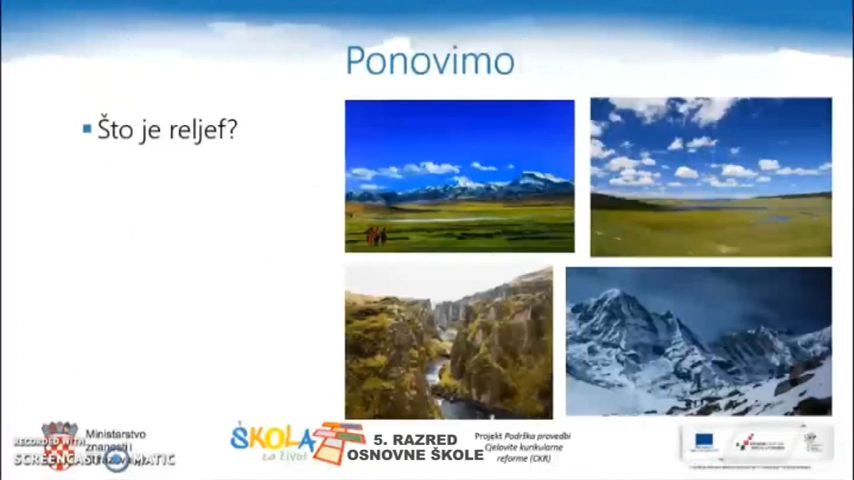 Ponovimo
Što je reljef?
Ministarstvo
znanosti i
RECORDED WITH
SCREENCAST MATIC
ŠKOLA
za život
5. RAZRED
OSNOVNE ŠKOLE
Projekt Podrška provedbi
Cjelovite kurikularne
reforme (CKR)